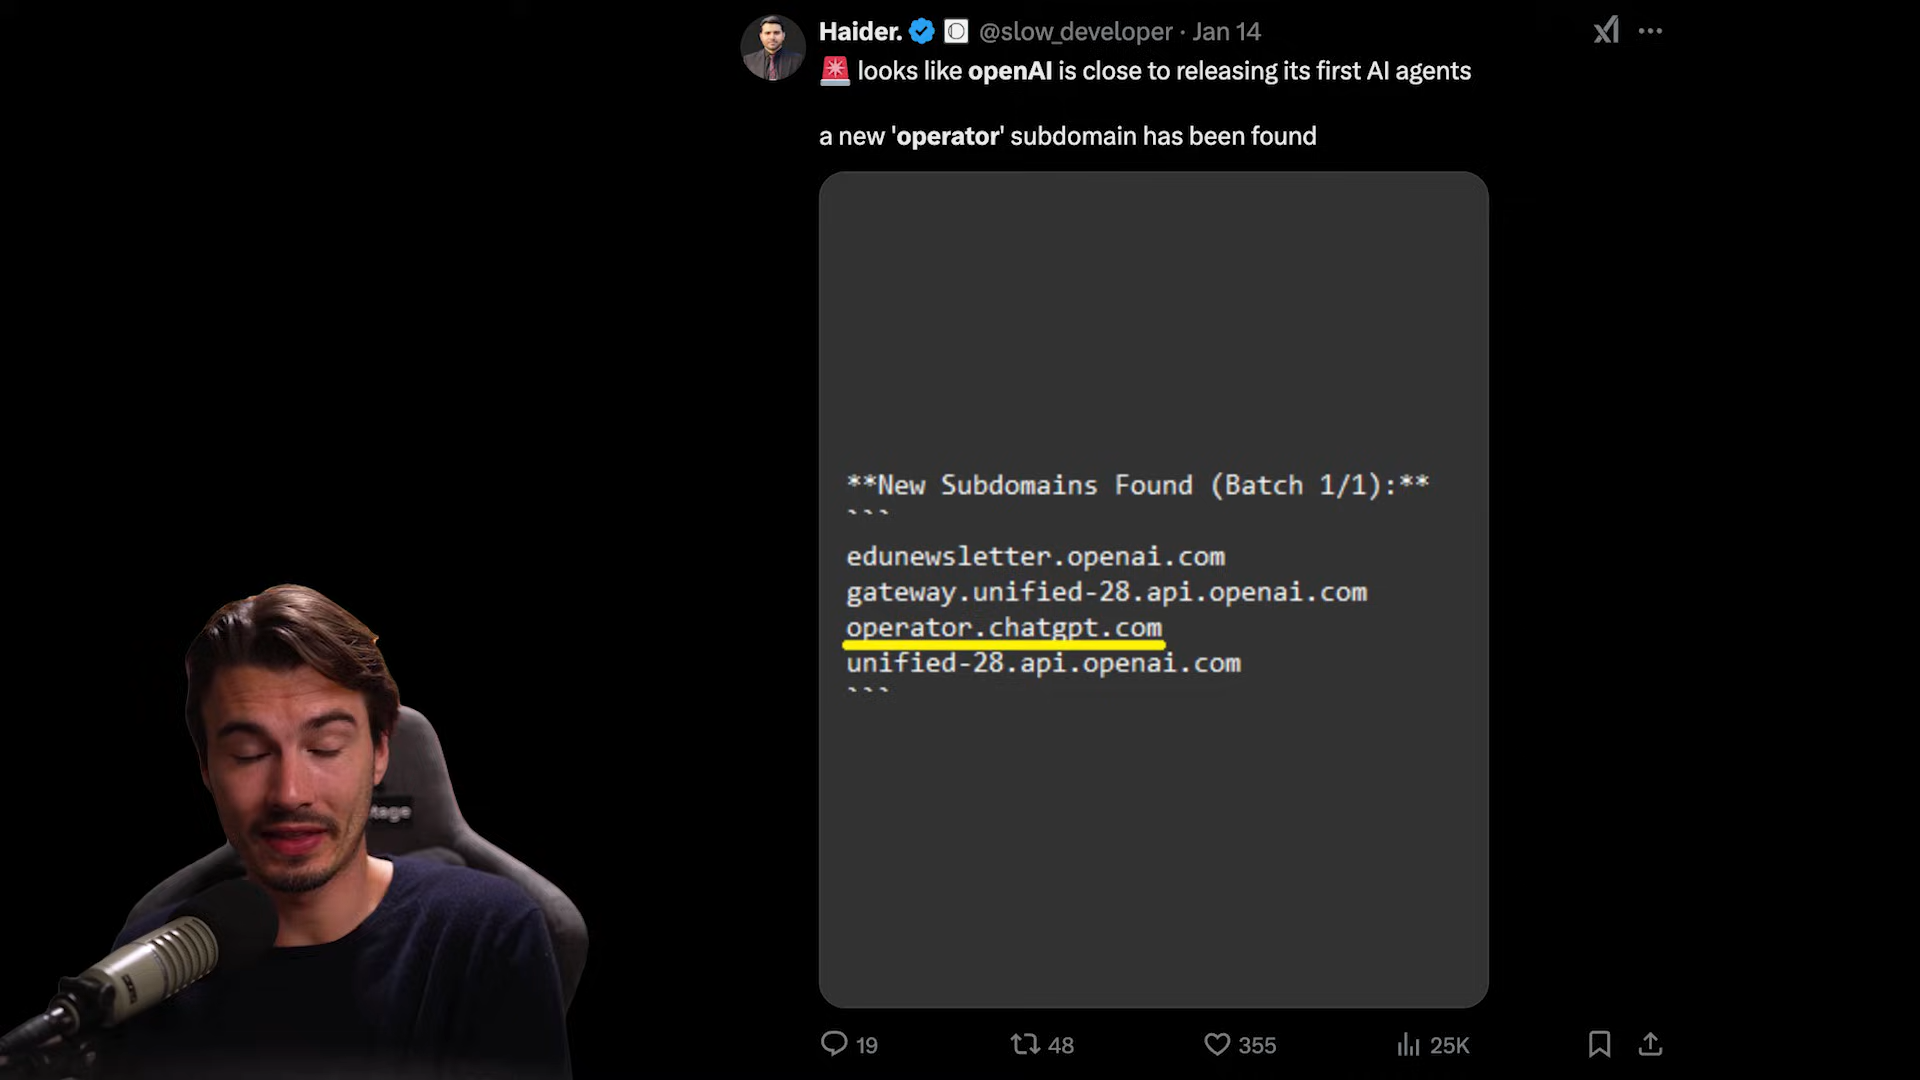 Haider. @slow_developer · Jan 14
🚨 looks like openAI is close to releasing its first AI agents
a new 'operator' subdomain has been found
**New Subdomains Found (Batch 1/1):**
```
edunewsletter.openai.com
gateway.unified-28.api.openai.com
operator.chatgpt.com
unified-28.api.openai.com
```
19 48 355 25K